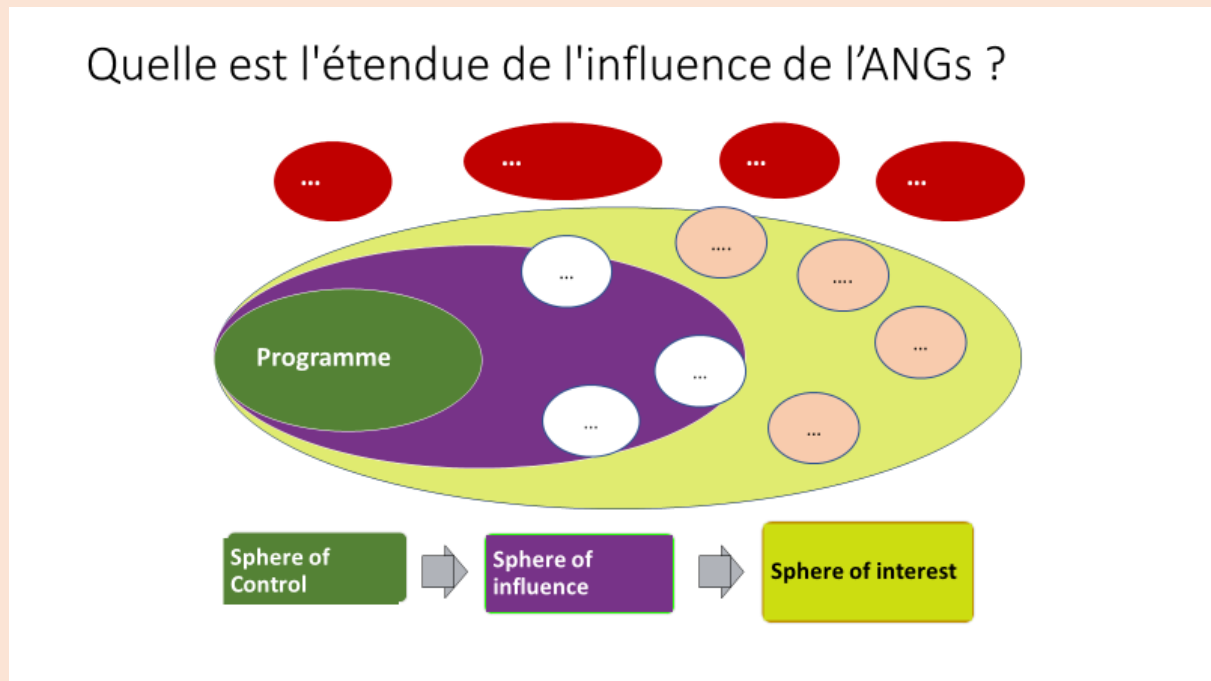 Quelle est l'étendue de l'influence de l’ANGs ?
...
...
...
...
....
...
....
...
Programme
...
...
...
Sphere of
Control
Sphere of
influence
Sphere of interest